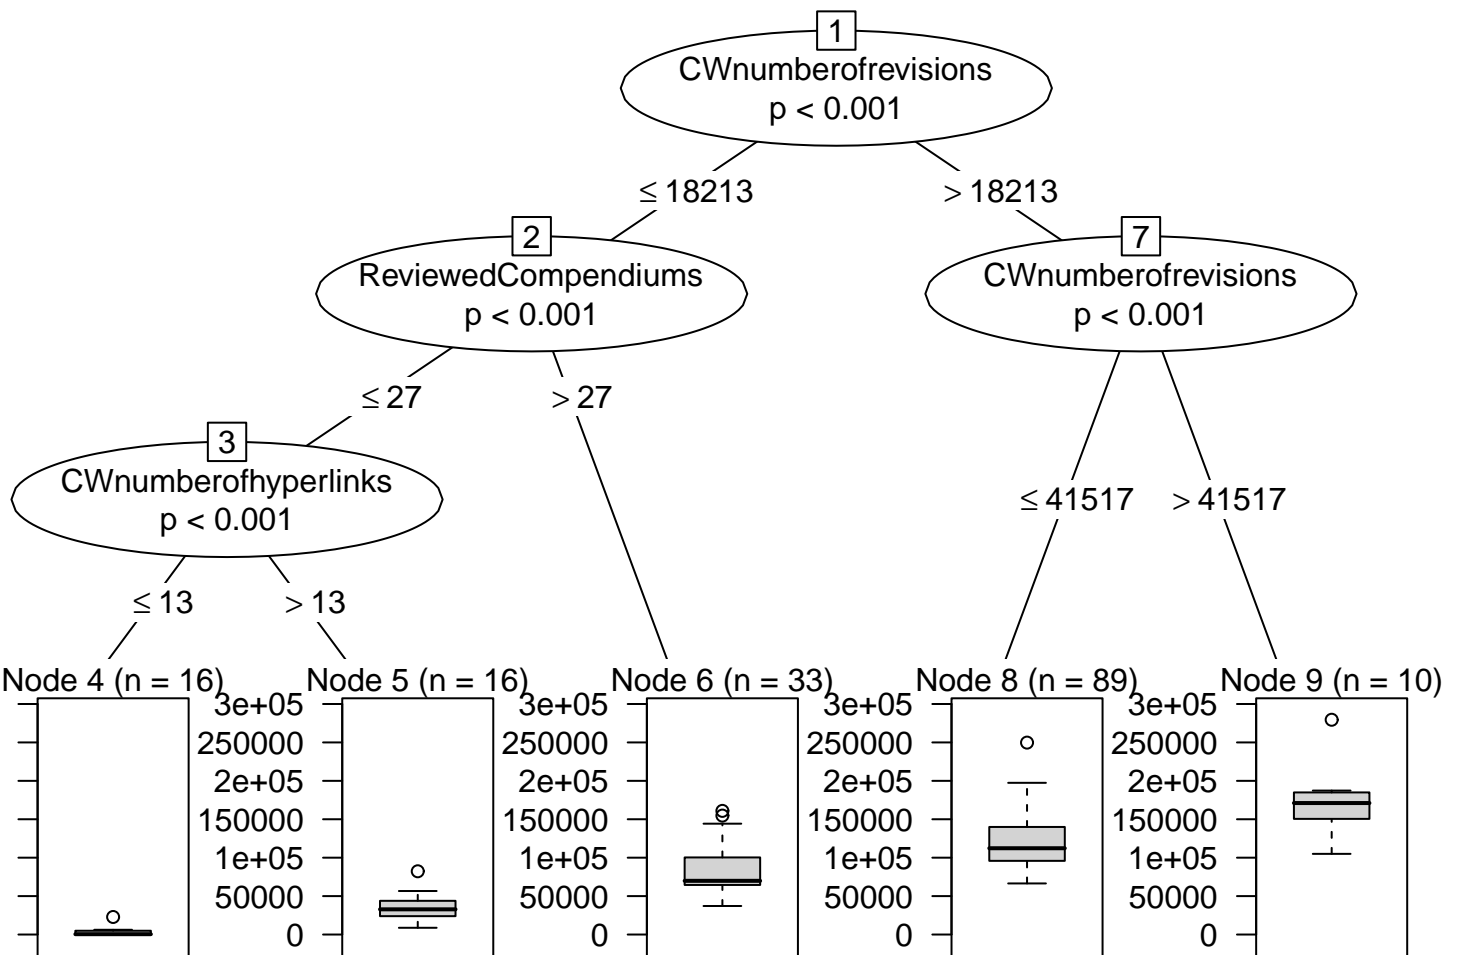 1
CWnumberofrevisions
p < 0.001
≤ 18213
> 18213
2
ReviewedCompendiums
p < 0.001
7
CWnumberofrevisions
p < 0.001
≤ 27
> 27
3
CWnumberofhyperlinks
p < 0.001
≤ 41517
> 41517
≤ 13
> 13
Node 4 (n = 16)
Node 5 (n = 16)
Node 6 (n = 33)
Node 8 (n = 89)
Node 9 (n = 10)
3e+05
250000
2e+05
150000
1e+05
50000
0
3e+05
250000
2e+05
150000
1e+05
50000
0
3e+05
250000
2e+05
150000
1e+05
50000
0
3e+05
250000
2e+05
150000
1e+05
50000
0